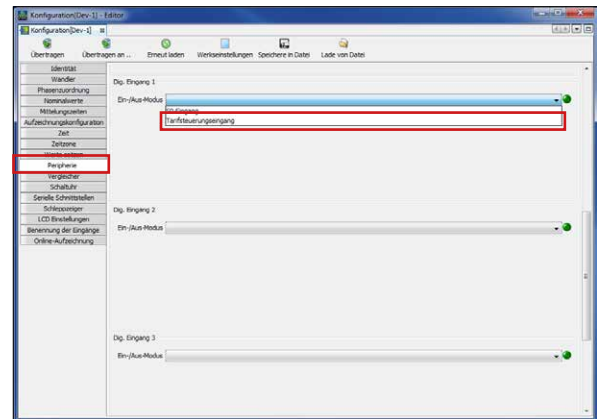 Konfiguration[Dev-1] - Editor
Konfiguration[Dev-1]
Übertragen
Übertragen an ...
Erneut laden
Werkseinstellungen
Speichere in Datei
Lade von Datei
Identität
Wandler
Phasenzuordnung
Nominalwerte
Mittelungszeiten
Aufzeichnungskonfiguration
Zeit
Zeitzone
Peripherie
Vergleicher
Schaltuhr
Serielle Schnittstellen
Schleppzeiger
LCD Einstellungen
Benennung der Eingänge
Online-Aufzeichnung
Dig. Eingang 1
Ein-/Aus-Modus
Tarifsteuerungseingang
Dig. Eingang 2
Ein-/Aus-Modus
Dig. Eingang 3
Ein-/Aus-Modus